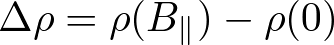 Δρ = ρ(B∥) − ρ(0)